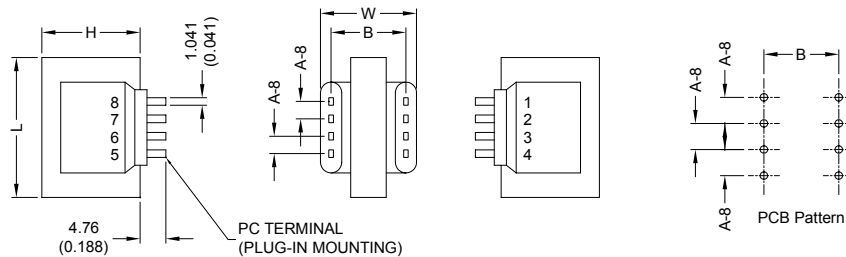 H
L
8
7
6
5
1.041
(0.041)
4.76
(0.188)
PC TERMINAL
(PLUG-IN MOUNTING)
W
B
A-8
A-8
1
2
3
4
B
A-8
A-8
A-8
PCB Pattern